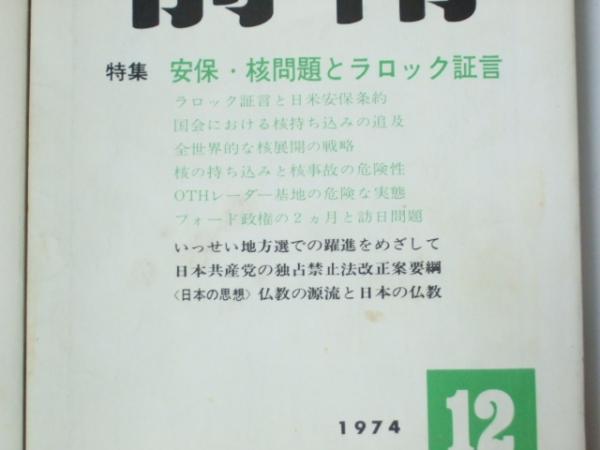 特集 安保・核問題とラロック証言
ラロック証言と日米安保条約
国会における核持ち込みの追及
全世界的な核展開の戦略
核の持ち込みと核事故の危険性
OTHレーダー基地の危険な実態
フォード政権の2ヵ月と訪日問題
いっせい地方選での躍進をめざして
日本共産党の独占禁止法改正案要綱
〈日本の思想〉仏教の源流と日本の仏教
1974 12